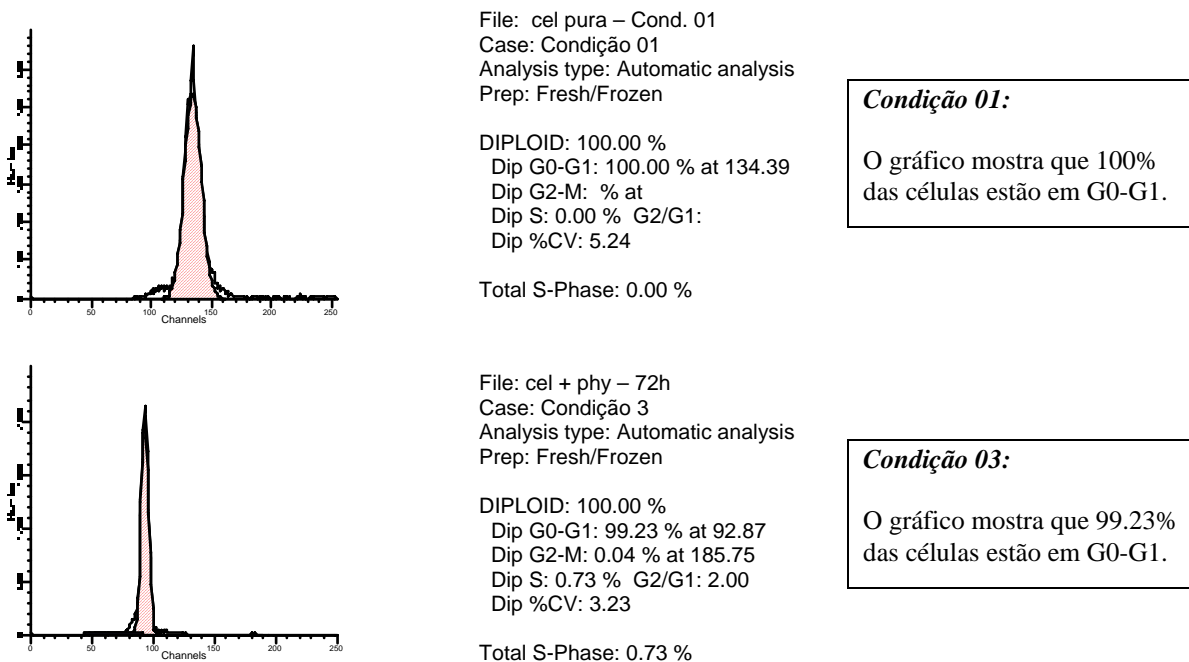 File: cel pura – Cond. 01
Case: Condição 01
Analysis type: Automatic analysis
Prep: Fresh/Frozen
DIPLOID: 100.00 %
Dip G0-G1: 100.00 % at 134.39
Dip G2-M: % at
Dip S: 0.00 % G2/G1:
Dip %CV: 5.24
Total S-Phase: 0.00 %
Condição 01:
O gráfico mostra que 100%
das células estão em G0-G1.
0 50 100 150 200 250
Channels
File: cel + phy – 72h
Case: Condição 3
Analysis type: Automatic analysis
Prep: Fresh/Frozen
DIPLOID: 100.00 %
Dip G0-G1: 99.23 % at 92.87
Dip G2-M: 0.04 % at 185.75
Dip S: 0.73 % G2/G1: 2.00
Dip %CV: 3.23
Total S-Phase: 0.73 %
Condição 03:
O gráfico mostra que 99.23%
das células estão em G0-G1.
0 50 100 150 200 250
Channels